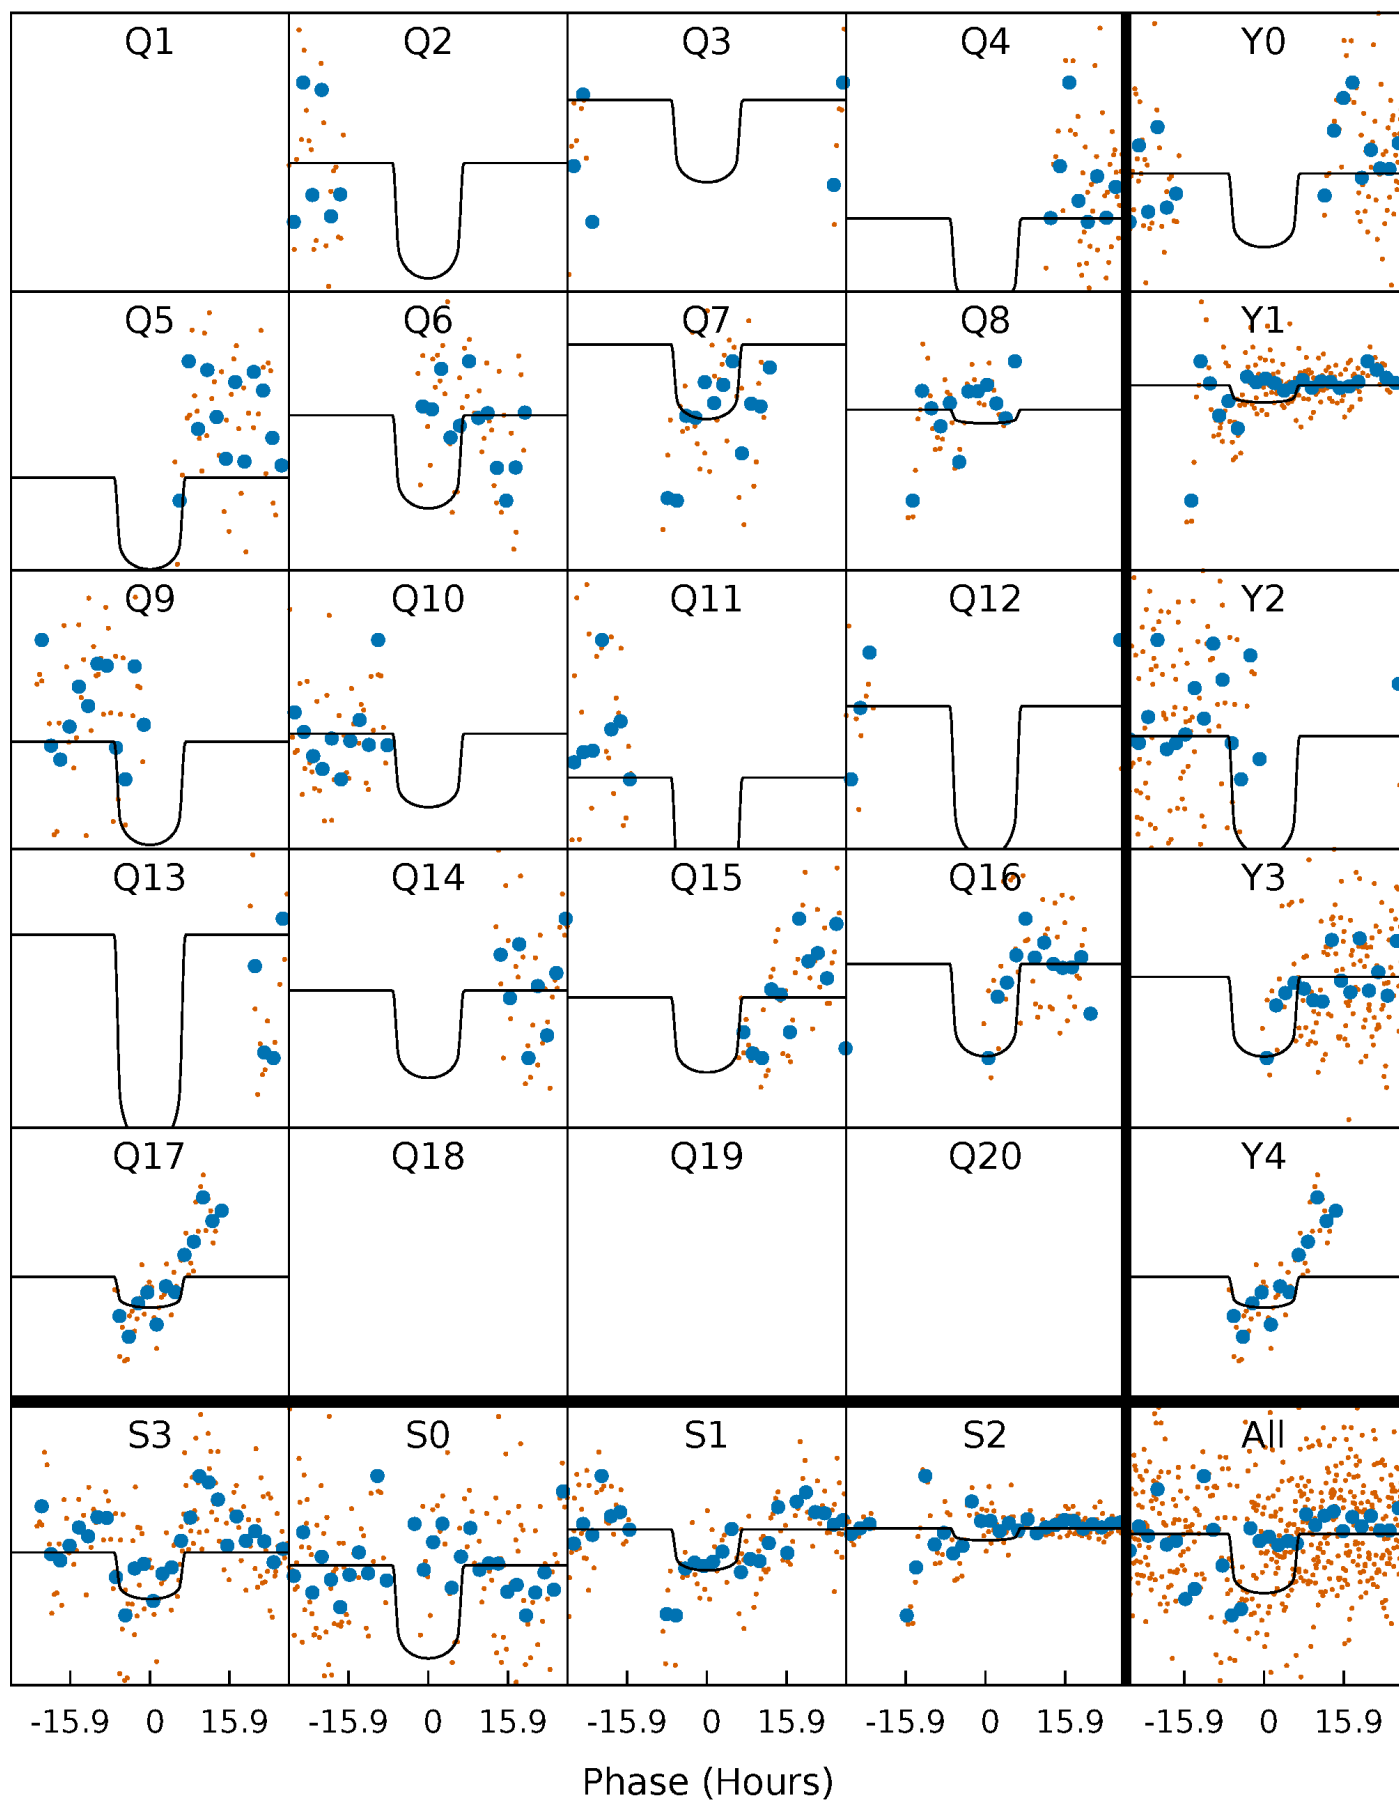 Q1 Q2 Q3 Q4 Y0
Q5 Q6 Q7 Q8 Y1
Q9 Q10 Q11 Q12 Y2
Q13 Q14 Q15 Q16 Y3
Q17 Q18 Q19 Q20 Y4
S3 S0 S1 S2 All
-15.9 0 15.9 -15.9 0 15.9 -15.9 0 15.9 -15.9 0 15.9 -15.9 0 15.9
Phase (Hours)